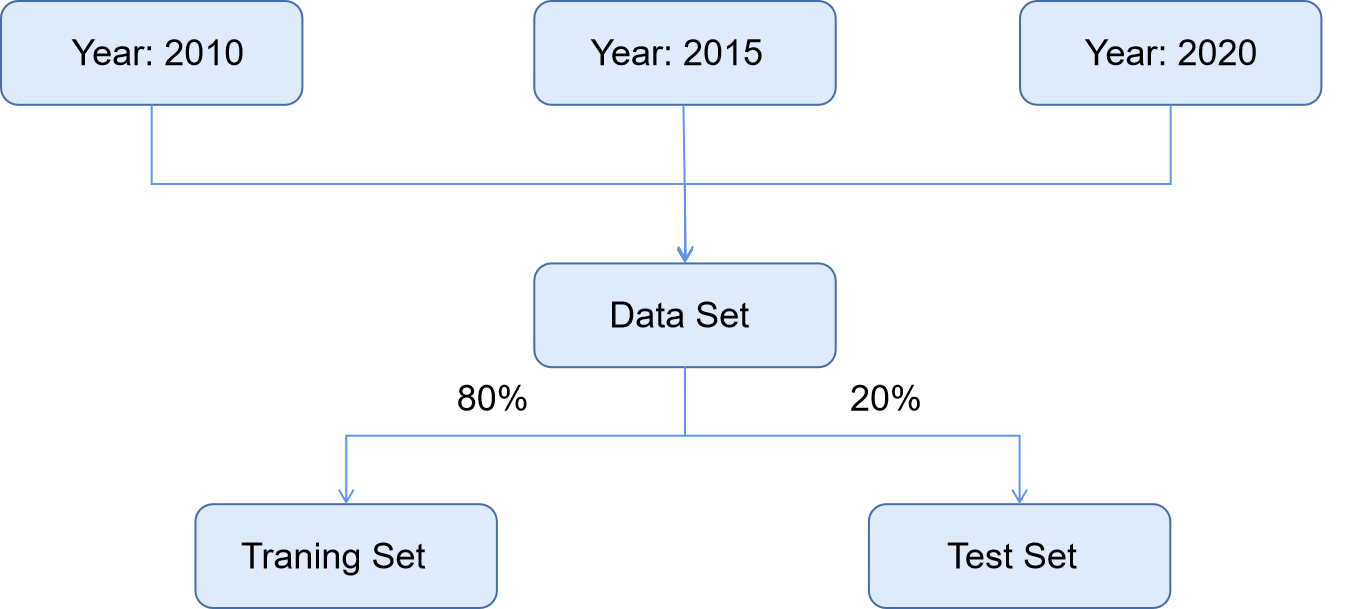 Year: 2010
Year: 2015
Year: 2020
Data Set
80%
20%
Traning Set
Test Set